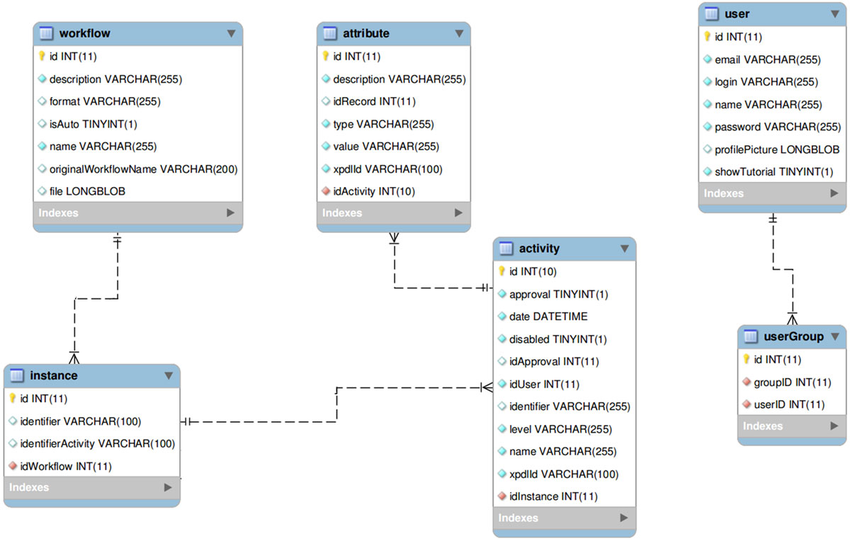 workflow
id INT(11)
description VARCHAR(255)
format VARCHAR(255)
isAuto TINYINT(1)
name VARCHAR(255)
originalWorkflowName VARCHAR(200)
file LONGBLOB
Indexes
attribute
id INT(11)
description VARCHAR(255)
idRecord INT(11)
type VARCHAR(255)
value VARCHAR(255)
xpdlId VARCHAR(100)
idActivity INT(10)
Indexes
user
id INT(11)
email VARCHAR(255)
login VARCHAR(255)
name VARCHAR(255)
password VARCHAR(255)
profilePicture LONGBLOB
showTutorial TINYINT(1)
Indexes
activity
id INT(10)
approval TINYINT(1)
date DATETIME
disabled TINYINT(1)
idApproval INT(11)
idUser INT(11)
identifier VARCHAR(255)
level VARCHAR(255)
name VARCHAR(255)
xpdlId VARCHAR(100)
idInstance INT(11)
Indexes
userGroup
id INT(11)
groupID INT(11)
userID INT(11)
Indexes
instance
id INT(11)
identifier VARCHAR(100)
identifierActivity VARCHAR(100)
idWorkflow INT(11)
Indexes